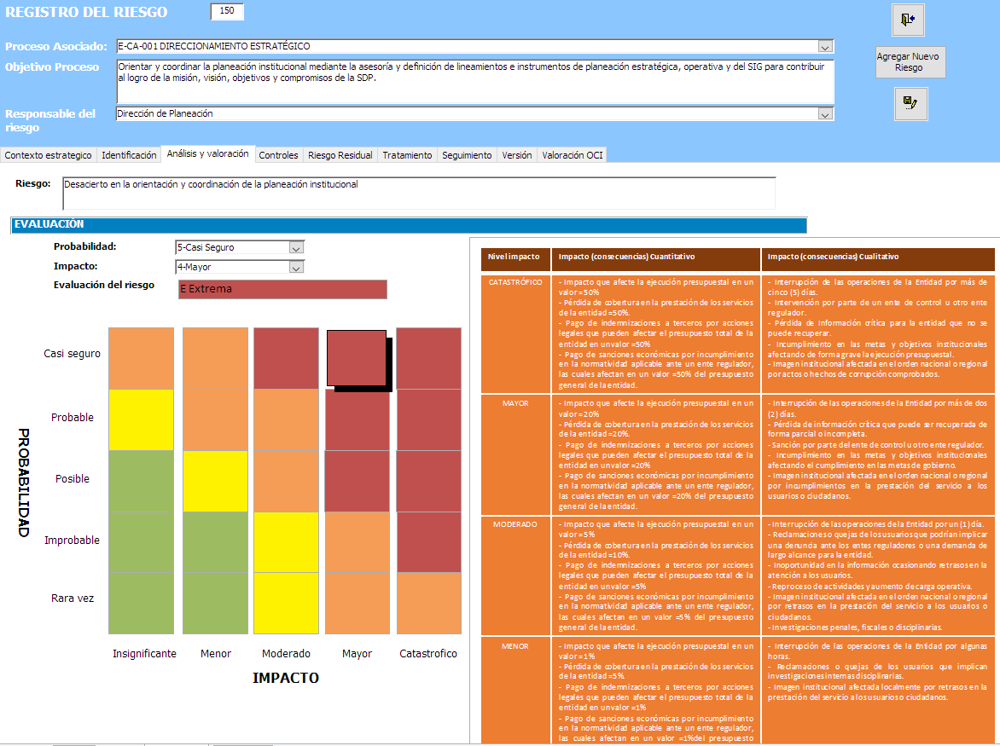 REGISTRO DEL RIESGO
150
Proceso Asociado:
E-CA-001 DIRECCIONAMIENTO ESTRATÉGICO
Objetivo Proceso
Orientar y coordinar la planeación institucional mediante la asesoría y definición de lineamientos e instrumentos de planeación estratégica, operativa y del SIG para contribuir
al logro de la misión, visión, objetivos y compromisos de la SDP.
Responsable del
riesgo
Dirección de Planeación
Agregar Nuevo
Riesgo
Contexto estrategico
Identificación
Análisis y valoración
Controles
Riesgo Residual
Tratamiento
Seguimiento
Versión
Valoración OCI
Riesgo:
Desacierto en la orientación y coordinación de la planeación institucional
EVALUACIÓN
Probabilidad:
5-Casi Seguro
Impacto:
4-Mayor
Evaluación del riesgo
E Extrema
PROBABILIDAD
Casi seguro
Probable
Posible
Improbable
Rara vez
Insignificante
Menor
Moderado
Mayor
Catastrofico
IMPACTO
Nivel impacto
Impacto (consecuencias) Cuantitativo
Impacto (consecuencias) Cualitativo
CATASTRÓFICO
- Impacto que afecte la ejecución presupuestal en un
valor =50%
- Pérdida de cobertura en la prestación de los servicios
de la entidad =50%.
- Pago de indemnizaciones a terceros por acciones
legales que pueden afectar el presupuesto total de la
entidad en un valor =50%
- Pago de sanciones económicas por incumplimiento
en la normatividad aplicable ante un ente regulador,
las cuales afectan en un valor =50% del presupuesto
general de la entidad.
- Interrupción de las operaciones de la Entidad por más de
cinco (5) días.
- Intervención por parte de un ente de control u otro ente
regulador.
- Pérdida de Información crítica para la entidad que no se
puede recuperar.
- Incumplimiento en las metas y objetivos institucionales
afectando de forma grave la ejecución presupuestal.
- Imagen institucional afectada en el orden nacional o regional
por actos o hechos de corrupción comprobados.
MAYOR
- Impacto que afecte la ejecución presupuestal en un
valor =20%
- Pérdida de cobertura en la prestación de los servicios
de la entidad =20%.
- Pago de indemnizaciones a terceros por acciones
legales que pueden afectar el presupuesto total de la
entidad en un valor =20%
- Pago de sanciones económicas por incumplimiento
en la normatividad aplicable ante un ente regulador,
las cuales afectan en un valor =20% del presupuesto
general de la entidad.
- Interrupción de las operaciones de la Entidad por más de dos
(2) días.
- Pérdida de información crítica que puede ser recuperada de
forma parcial o incompleta.
- Sanción por parte del ente de control u otro ente regulador.
- Incumplimiento en las metas y objetivos institucionales
afectando el cumplimiento en las metas de gobierno.
- Imagen institucional afectada en el orden nacional o regional
por incumplimientos en la prestación del servicio a los
usuarios o ciudadanos.
MODERADO
- Impacto que afecte la ejecución presupuestal en un
valor =5%
- Pérdida de cobertura en la prestación de los servicios
de la entidad =10%.
- Pago de indemnizaciones a terceros por acciones
legales que pueden afectar el presupuesto total de la
entidad en un valor =5%
- Pago de sanciones económicas por incumplimiento
en la normatividad aplicable ante un ente regulador,
las cuales afectan en un valor =5% del presupuesto
general de la entidad.
- Interrupción de las operaciones de la Entidad por un (1) día.
- Reclamaciones o quejas de los usuarios que podrían implicar
una denuncia ante los entes reguladores o una demanda de
largo alcance para la entidad.
- Inoportunidad en la información ocasionando retrasos en la
atención a los usuarios.
- Reproceso de actividades y aumento de carga operativa.
- Imagen institucional afectada en el orden nacional o regional
por retrasos en la prestación del servicio a los usuarios o
ciudadanos.
- Investigaciones penales, fiscales o disciplinarias.
MENOR
- Impacto que afecte la ejecución presupuestal en un
valor =1%
- Pérdida de cobertura en la prestación de los servicios
de la entidad =5%.
- Pago de indemnizaciones a terceros por acciones
legales que pueden afectar el presupuesto total de la
entidad en un valor =1%
- Pago de sanciones económicas por incumplimiento
en la normatividad aplicable ante un ente regulador,
las cuales afectan en un valor =1% del presupuesto
- Interrupción de las operaciones de la Entidad por algunas
horas.
- Reclamaciones o quejas de los usuarios que implican
investigaciones internas disciplinarias.
- Imagen institucional afectada localmente por retrasos en la
prestación del servicio a los usuarios o ciudadanos.